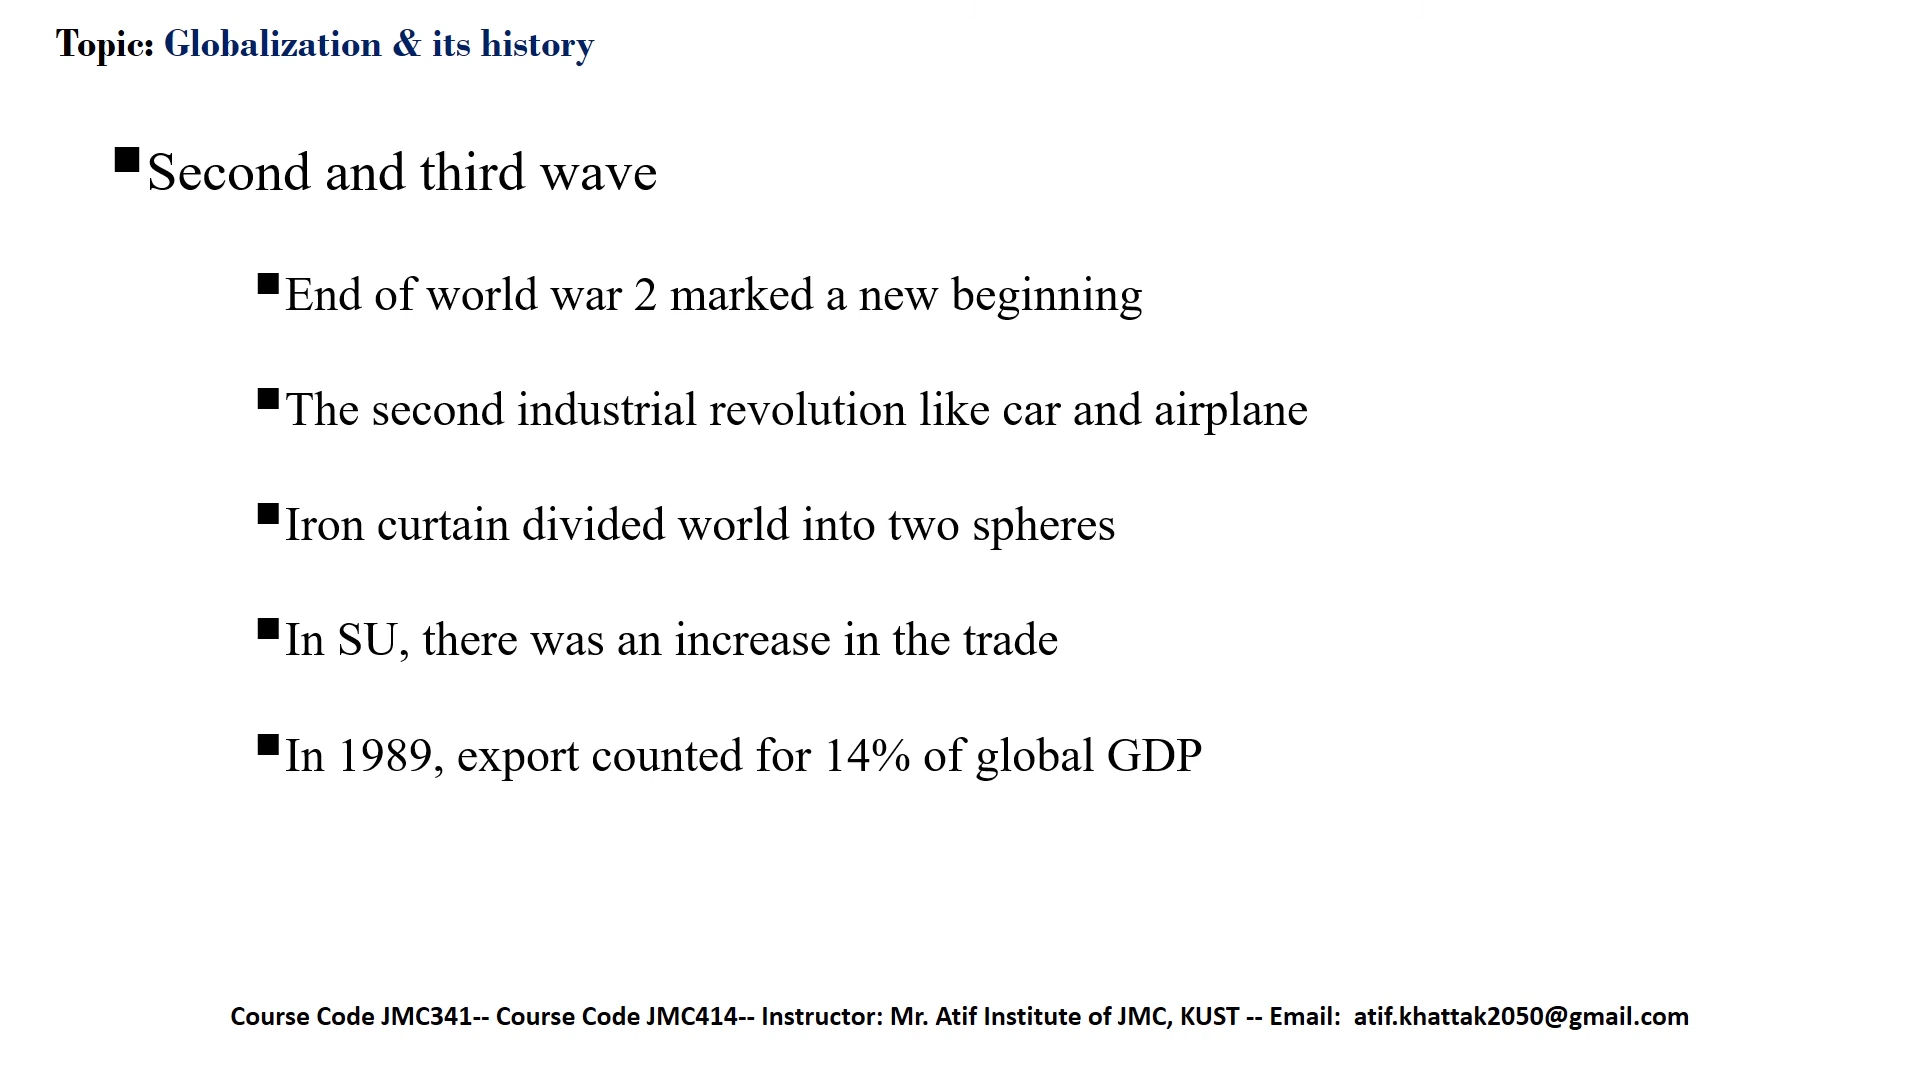 Topic: Globalization & its history
Second and third wave
End of world war 2 marked a new beginning
The second industrial revolution like car and airplane
Iron curtain divided world into two spheres
In SU, there was an increase in the trade
In 1989, export counted for 14% of global GDP
Course Code JMC341-- Course Code JMC414-- Instructor: Mr. Atif Institute of JMC, KUST -- Email:  atif.khattak2050@gmail.com